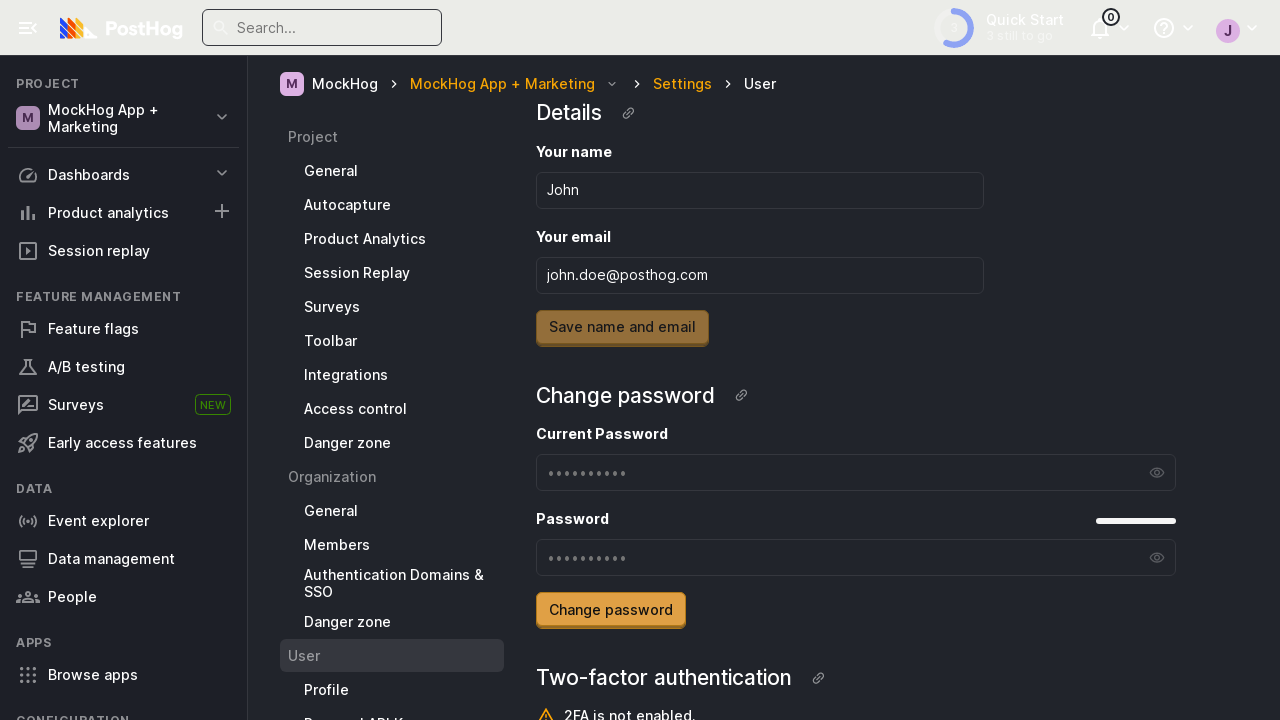 PostHog
Search...
3
Quick Start
3 still to go
0
J
PROJECT
M
MockHog App +
Marketing
Dashboards
Product analytics
Session replay
FEATURE MANAGEMENT
Feature flags
A/B testing
Surveys
NEW
Early access features
DATA
Event explorer
Data management
People
APPS
Browse apps
CONFIGURATION
M MockHog
MockHog App + Marketing
Settings
User
Project
General
Autocapture
Product Analytics
Session Replay
Surveys
Toolbar
Integrations
Access control
Danger zone
Organization
General
Members
Authentication Domains &
SSO
Danger zone
User
Profile
Details
Your name
John
Your email
john.doe@posthog.com
Save name and email
Change password
Current Password
Password
Change password
Two-factor authentication
2FA is not enabled.